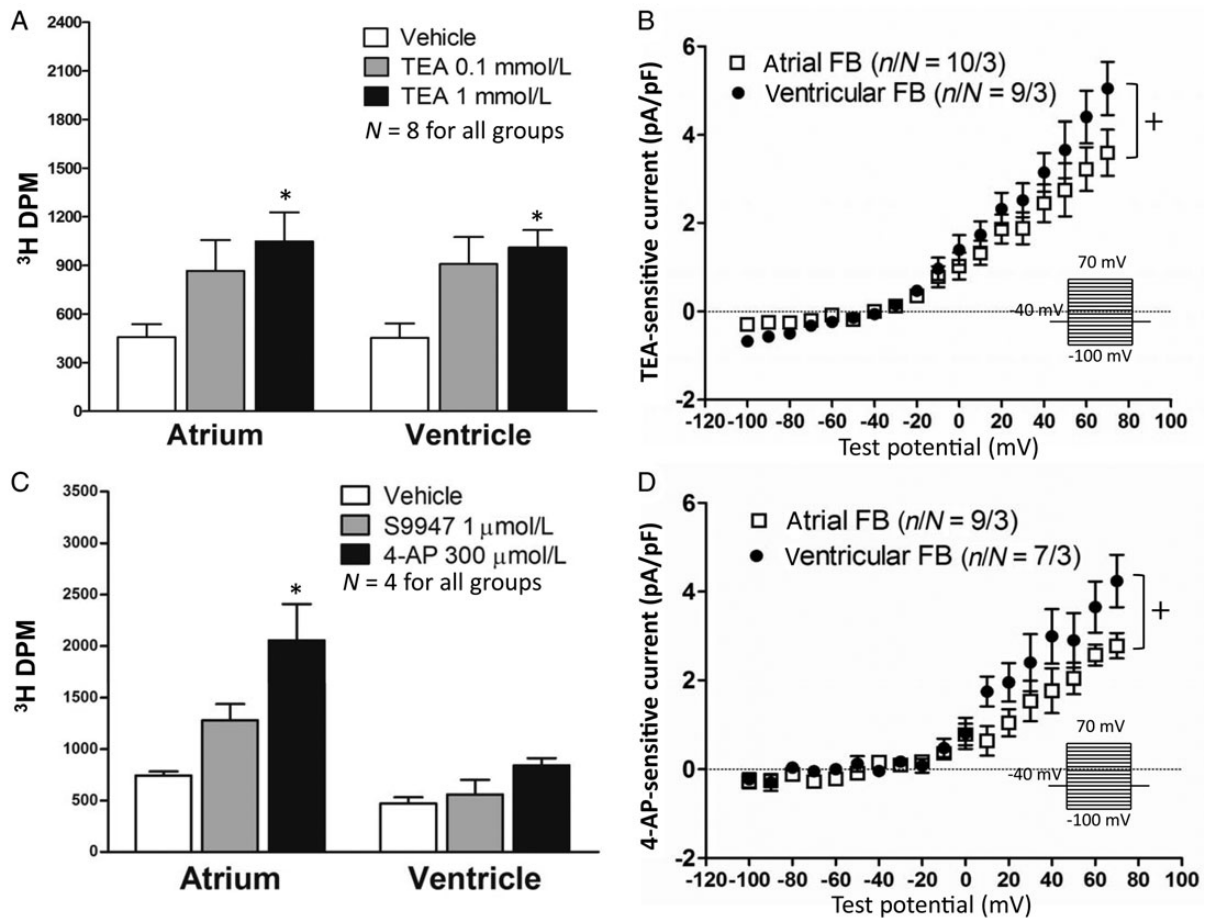 A
³H DPM
2400
2100
1800
1500
1200
900
600
300
0
Vehicle
TEA 0.1 mmol/L
TEA 1 mmol/L
N = 8 for all groups
*
*
Atrium
Ventricle
B
TEA-sensitive current (pA/pF)
6
4
2
0
-2
Atrial FB (n/N = 10/3)
Ventricular FB (n/N = 9/3)
+
70 mV
-40 mV
-100 mV
-120 -100 -80 -60 -40 -20 0 20 40 60 80 100
Test potential (mV)
C
³H DPM
3500
3000
2500
2000
1500
1000
500
0
Vehicle
S9947 1 μmol/L
4-AP 300 μmol/L
N = 4 for all groups
*
Atrium
Ventricle
D
4-AP-sensitive current (pA/pF)
6
4
2
0
-2
Atrial FB (n/N = 9/3)
Ventricular FB (n/N = 7/3)
+
70 mV
-40 mV
-100 mV
-120 -100 -80 -60 -40 -20 0 20 40 60 80 100
Test potential (mV)